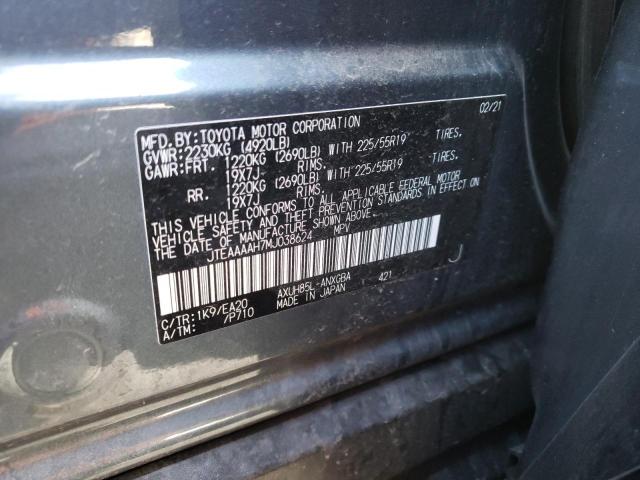 MFD. BY: TOYOTA MOTOR CORPORATION 02/21
GVWR: 2230KG (4920LB)
GAWR: FRT. 1220KG (2690LB) WITH 225/55R19 TIRES.
19X7J RIMS.
RR. 1220KG (2690LB) WITH 225/55R19 TIRES.
19X7J RIMS.
THIS VEHICLE CONFORMS TO ALL APPLICABLE FEDERAL MOTOR
VEHICLE SAFETY AND THEFT PREVENTION STANDARDS IN EFFECT ON
THE DATE OF MANUFACTURE SHOWN ABOVE.
JTEAAAAH7MJ038624 MPV
J
AXUH85L-ANXGBA 421
C/TR: 1K9/EA20 MADE IN JAPAN
A/TM: /P710